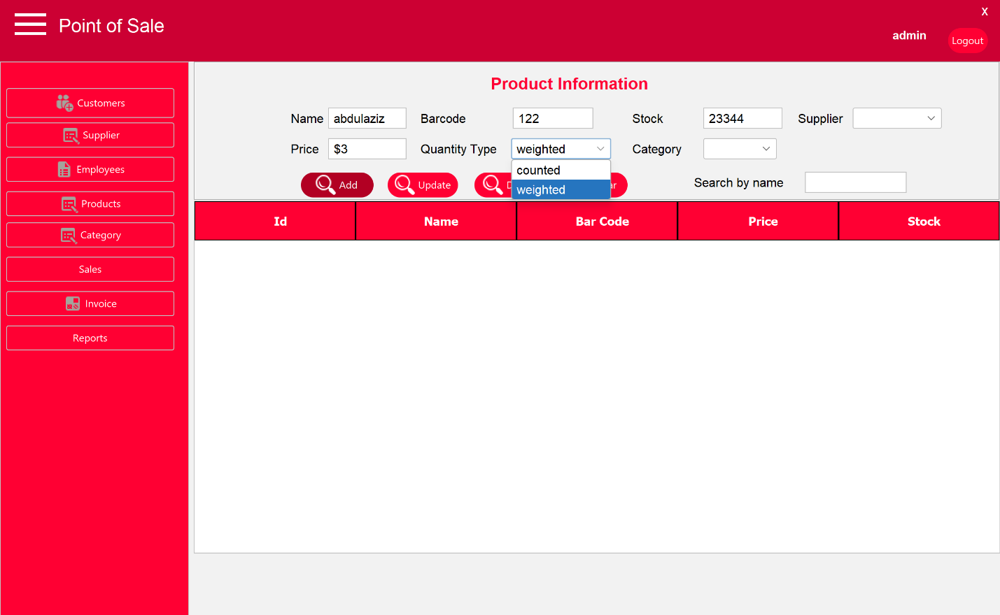 Point of Sale
X
admin
Logout
Customers
Supplier
Employees
Products
Category
Sales
Invoice
Reports
Product Information
Name abdulaziz Barcode 122 Stock 23344 Supplier
Price $3 Quantity Type weighted Category
counted
weighted
Add Update Search by name
Id Name Bar Code Price Stock